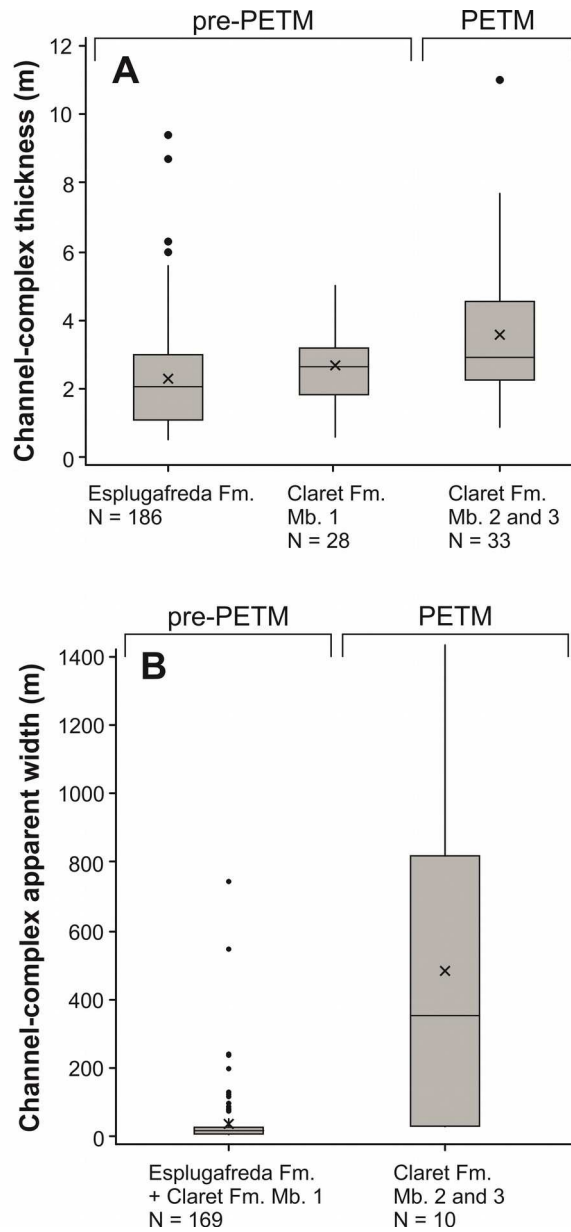 pre-PETM PETM
A
Channel-complex thickness (m)
12
10
8
6
4
2
0
Esplugafreda Fm.
N = 186
Claret Fm.
Mb. 1
N = 28
Claret Fm.
Mb. 2 and 3
N = 33
pre-PETM PETM
B
Channel-complex apparent width (m)
1400
1200
1000
800
600
400
200
0
Esplugafreda Fm.
+ Claret Fm. Mb. 1
N = 169
Claret Fm.
Mb. 2 and 3
N = 10